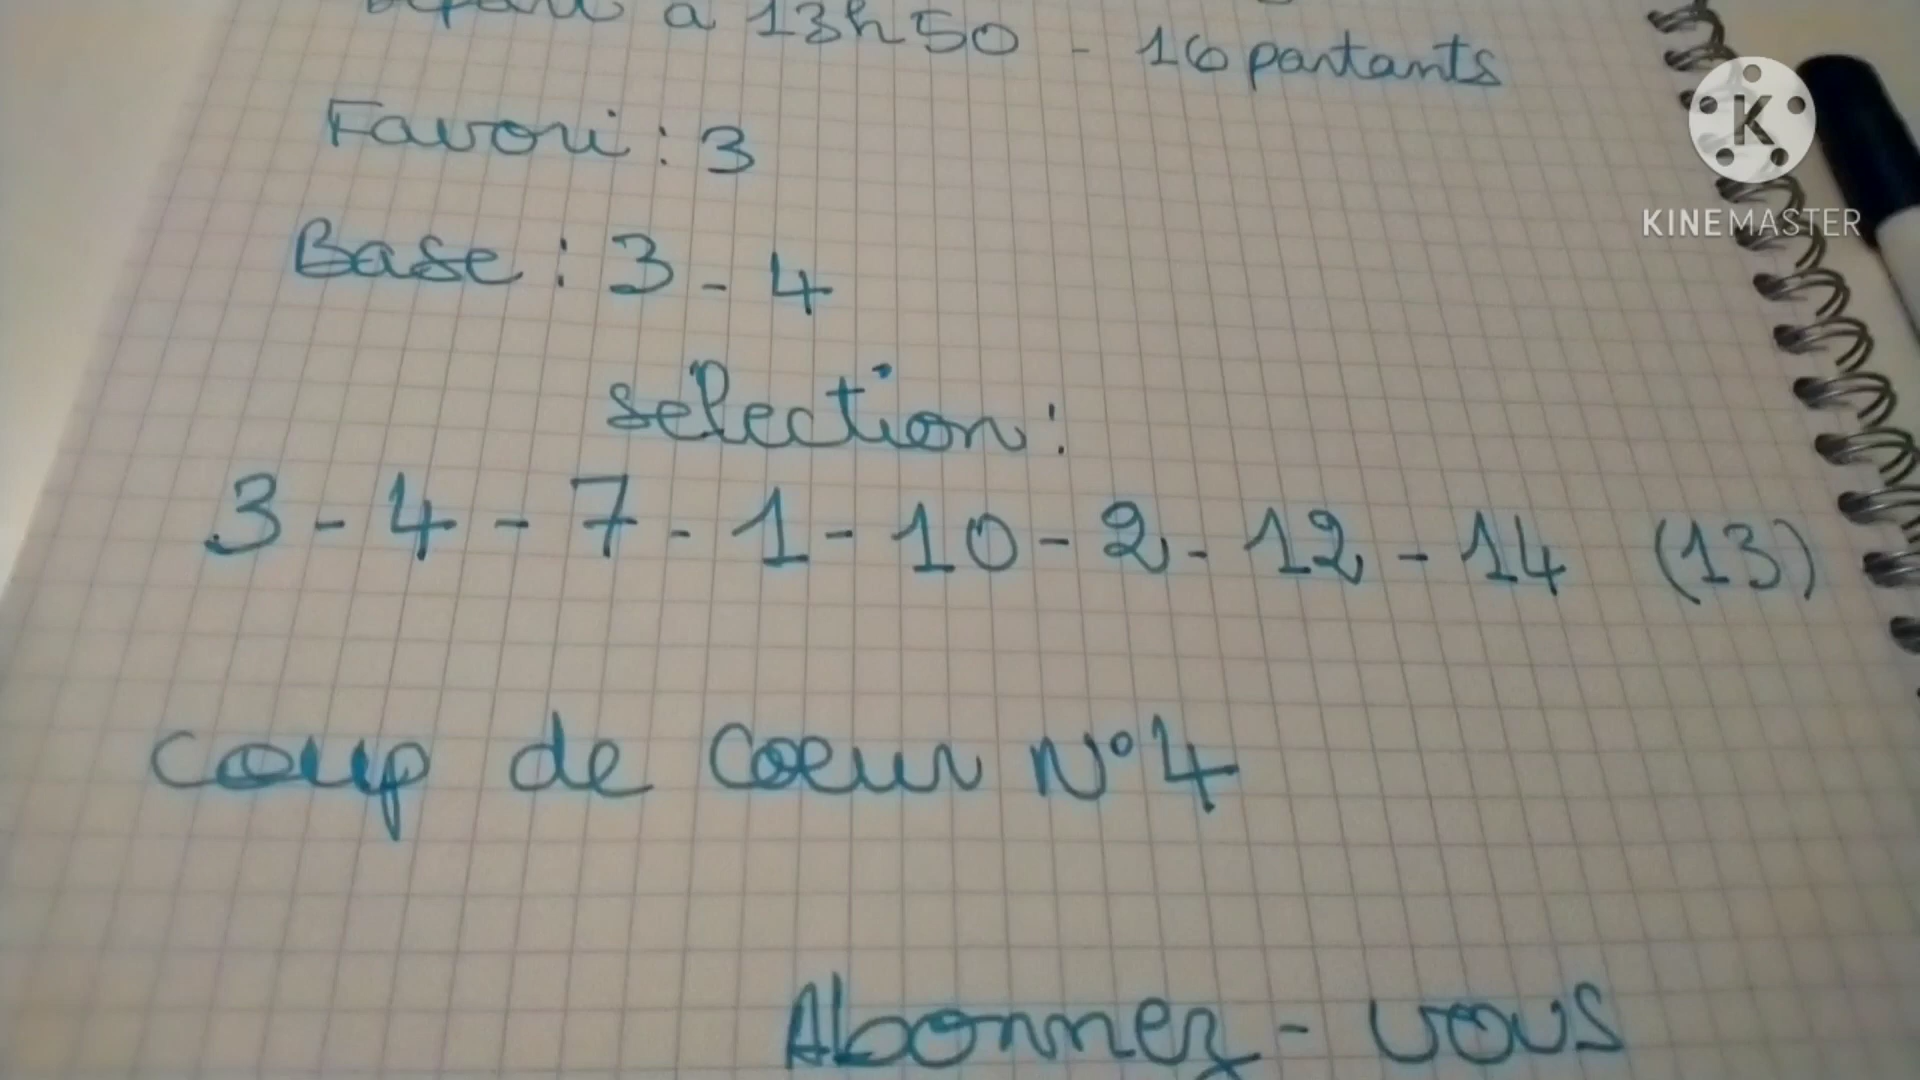 Départ à 13h50 - 16 partants
Favori : 3
Base : 3 - 4
selection :
3 - 4 - 7 - 1 - 10 - 2 - 12 - 14 (13)
coup de Coeur N°4
Abonnez - vous
K
KINEMASTER